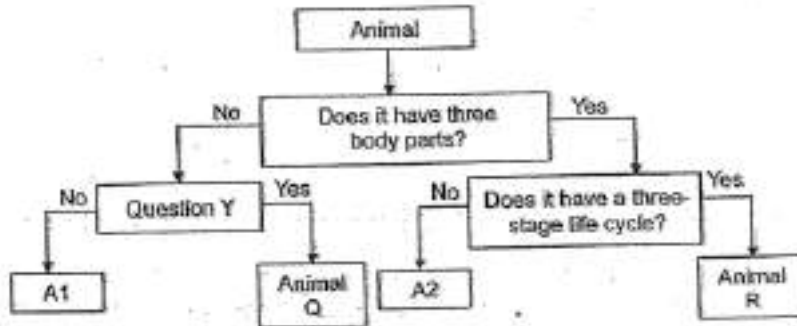 Animal
No
Does it have three
body parts?
Yes
No
Question Y
Yes
No
Does it have a three-
stage life cycle?
Yes
A1
Animal
Q
A2
Animal
R